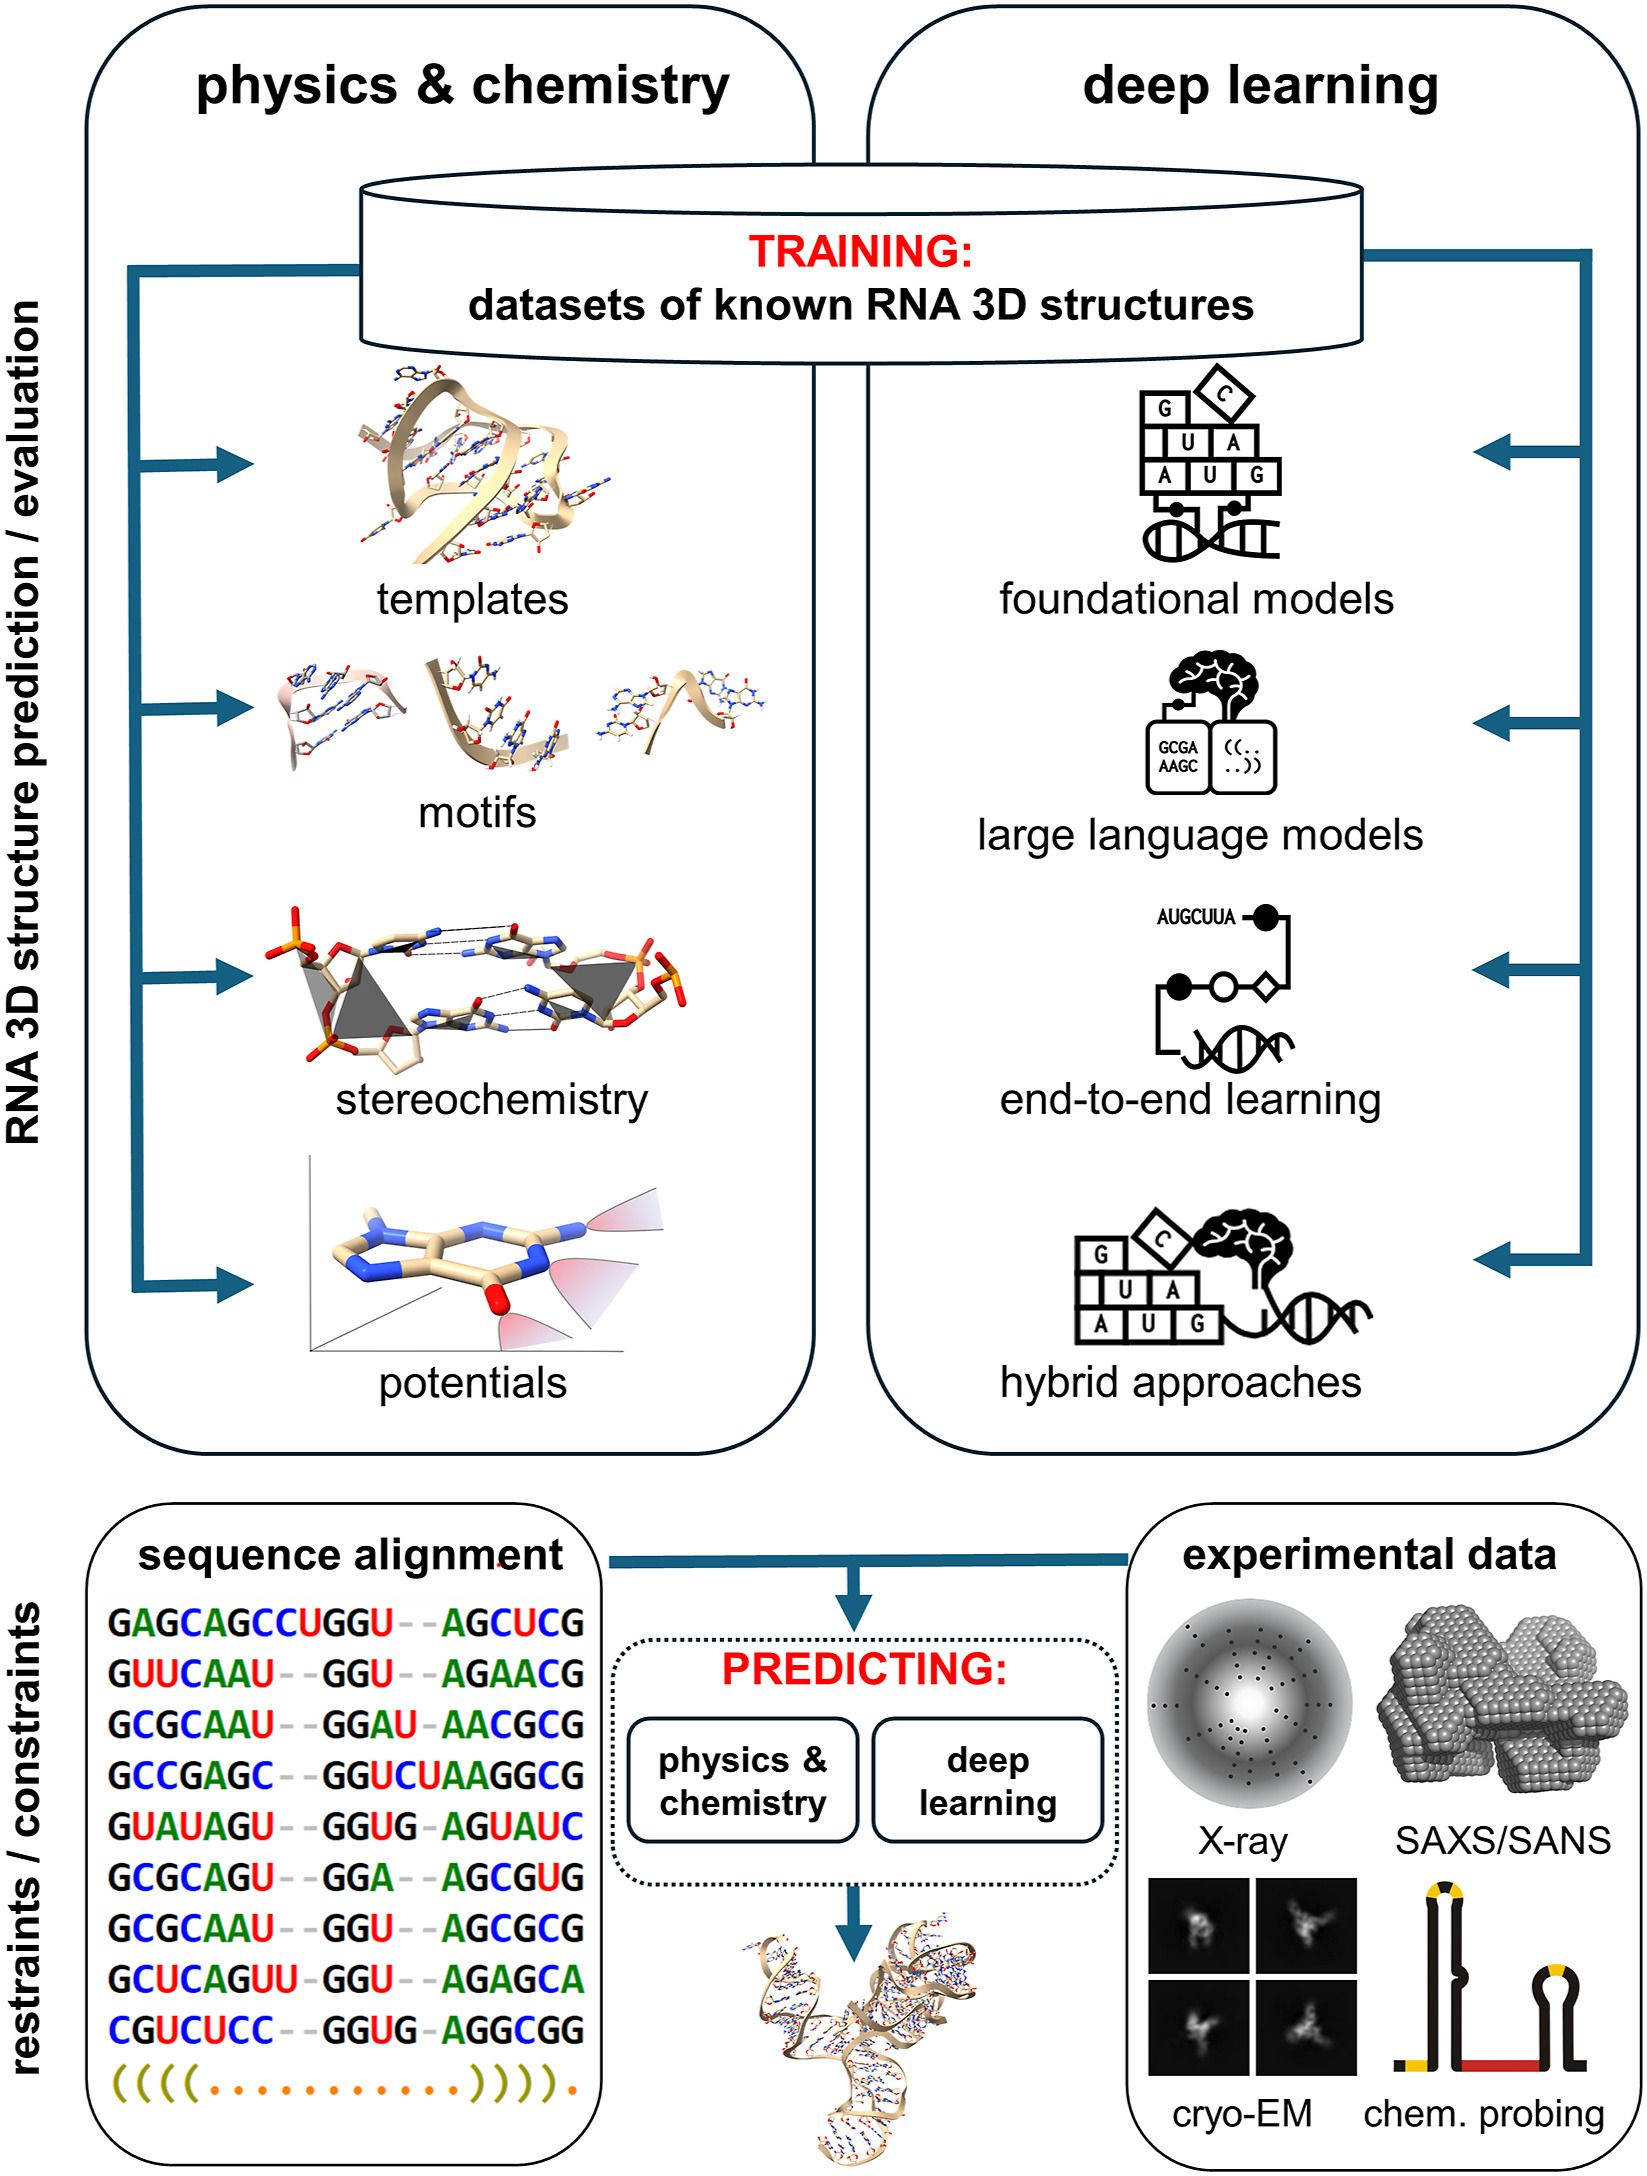 physics & chemistry
deep learning
TRAINING:
datasets of known RNA 3D structures
RNA 3D structure prediction / evaluation
templates
motifs
stereochemistry
potentials
G
C
U A
A U G
foundational models
GCGA
AAGC
((..
..))
large language models
AUGCUUA
end-to-end learning
G
C
U A
A U G
hybrid approaches
restraints / constraints
sequence alignment
GAGCAGCCUGGU--AGCUCG
GUUCAAU--GGU--AGAACG
GCGCAAU--GGAU-AACGCG
GCCGAGC--GGUCUAAGGCG
GUAUAGU--GGUG-AGUAUC
GCGCAGU--GGA--AGCGUG
GCGCAAU--GGU--AGCGCG
GCUCAGUU-GGU--AGAGCA
CGUCUCC--GGUG-AGGCGG
((((...........)))).
PREDICTING:
physics &
chemistry
deep
learning
experimental data
X-ray
SAXS/SANS
cryo-EM
chem. probing